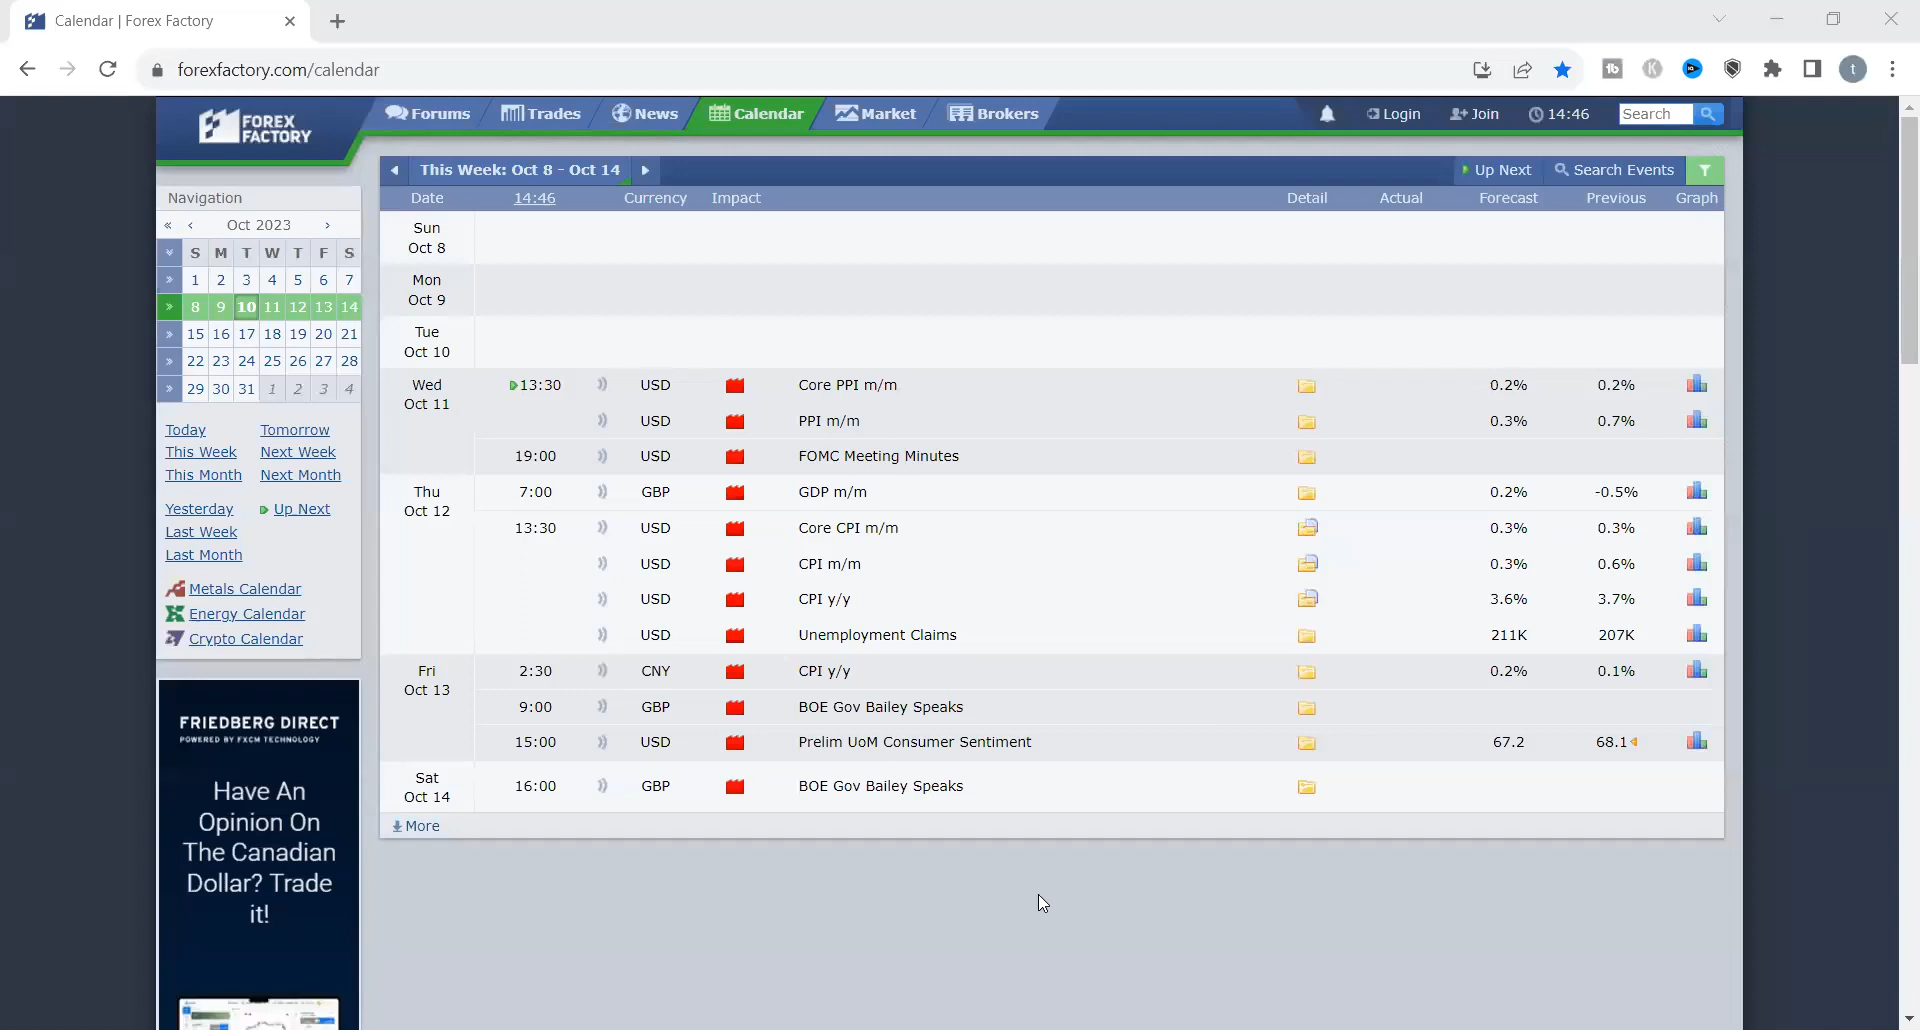 Calendar | Forex Factory
forexfactory.com/calendar
t
FOREX
FACTORY
Forums
Trades
News
Calendar
Market
Brokers
Login
Join
14:46
Search
Navigation
« ‹ Oct 2023 ›
S M T W T F S
» 1 2 3 4 5 6 7
» 8 9 10 11 12 13 14
» 15 16 17 18 19 20 21
» 22 23 24 25 26 27 28
» 29 30 31 1 2 3 4
Today Tomorrow
This Week Next Week
This Month Next Month
Yesterday Up Next
Last Week
Last Month
Metals Calendar
Energy Calendar
Crypto Calendar
FRIEDBERG DIRECT
POWERED BY FXCM TECHNOLOGY
Have An
Opinion On
The Canadian
Dollar? Trade
it!
This Week: Oct 8 - Oct 14 Up Next Search Events
Date 14:46 Currency Impact Detail Actual Forecast Previous Graph
Sun
Oct 8
Mon
Oct 9
Tue
Oct 10
Wed
Oct 11
13:30 USD Core PPI m/m 0.2% 0.2%
USD PPI m/m 0.3% 0.7%
19:00 USD FOMC Meeting Minutes
Thu
Oct 12
7:00 GBP GDP m/m 0.2% -0.5%
13:30 USD Core CPI m/m 0.3% 0.3%
USD CPI m/m 0.3% 0.6%
USD CPI y/y 3.6% 3.7%
USD Unemployment Claims 211K 207K
Fri
Oct 13
2:30 CNY CPI y/y 0.2% 0.1%
9:00 GBP BOE Gov Bailey Speaks
15:00 USD Prelim UoM Consumer Sentiment 67.2 68.1
Sat
Oct 14
16:00 GBP BOE Gov Bailey Speaks
More